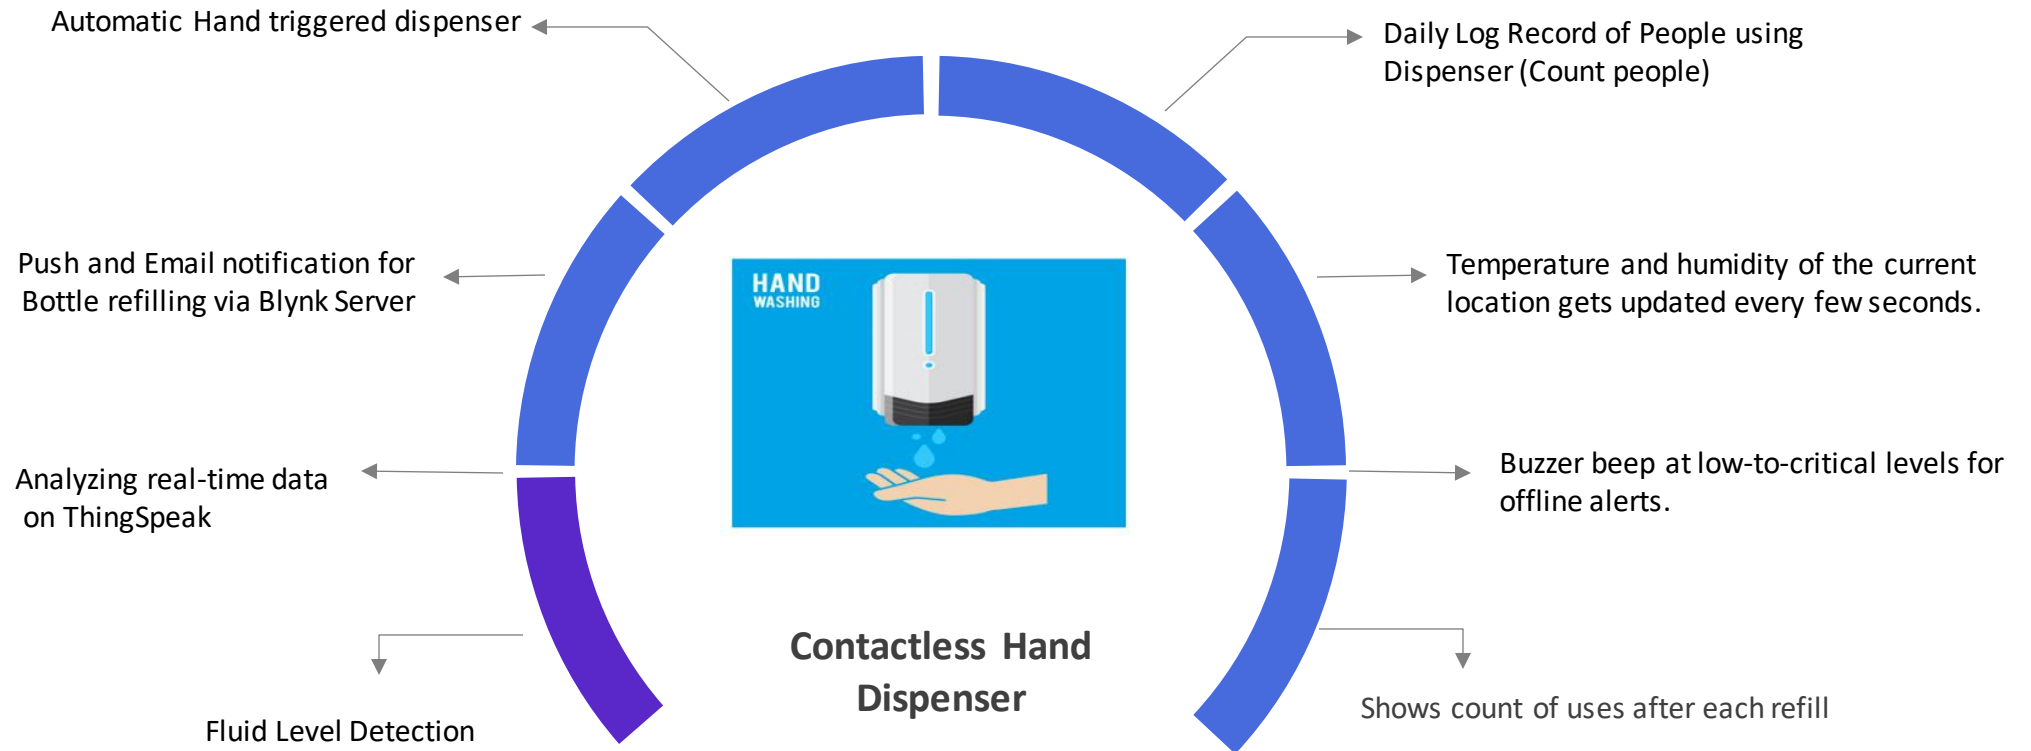 Automatic Hand triggered dispenser
Daily Log Record of People using
Dispenser (Count people)
Push and Email notification for
Bottle refilling via Blynk Server
HAND
WASHING
Temperature and humidity of the current
location gets updated every few seconds.
Analyzing real-time data
on ThingSpeak
Buzzer beep at low-to-critical levels for
offline alerts.
Contactless Hand
Dispenser
Fluid Level Detection
Shows count of uses after each refill